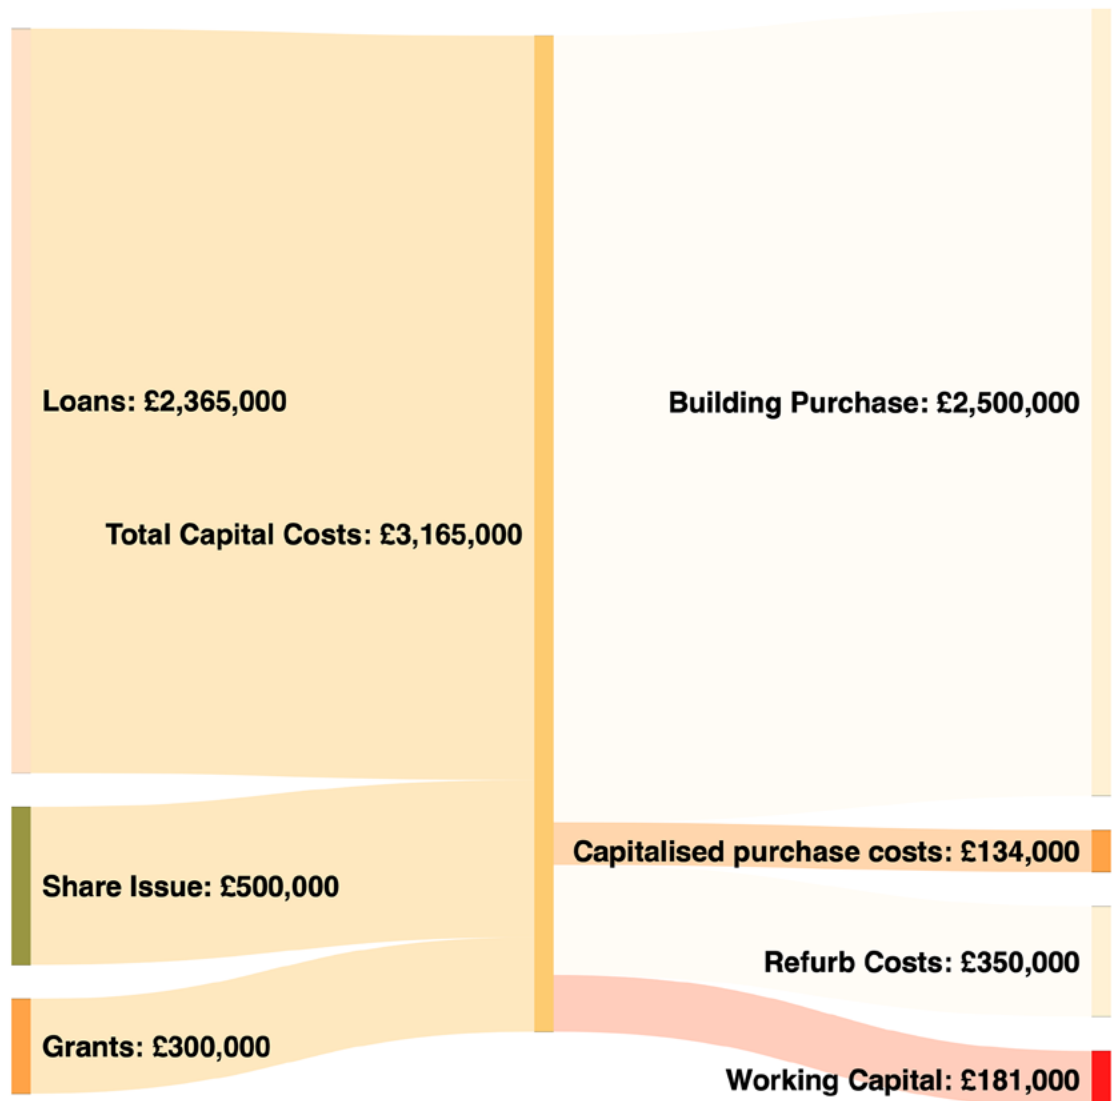 Loans: £2,365,000
Building Purchase: £2,500,000
Total Capital Costs: £3,165,000
Capitalised purchase costs: £134,000
Share Issue: £500,000
Refurb Costs: £350,000
Grants: £300,000
Working Capital: £181,000